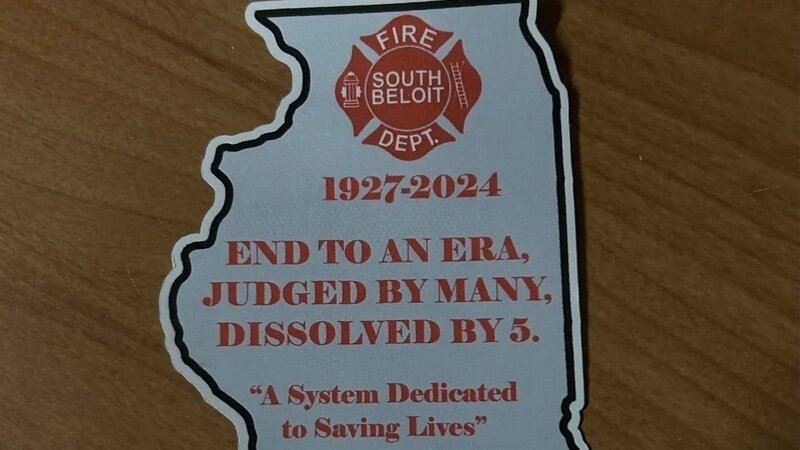 FIRE
SOUTH
BELOIT
DEPT.
1927-2024
END TO AN ERA,
JUDGED BY MANY,
DISSOLVED BY 5.
“A System Dedicated
to Saving Lives”